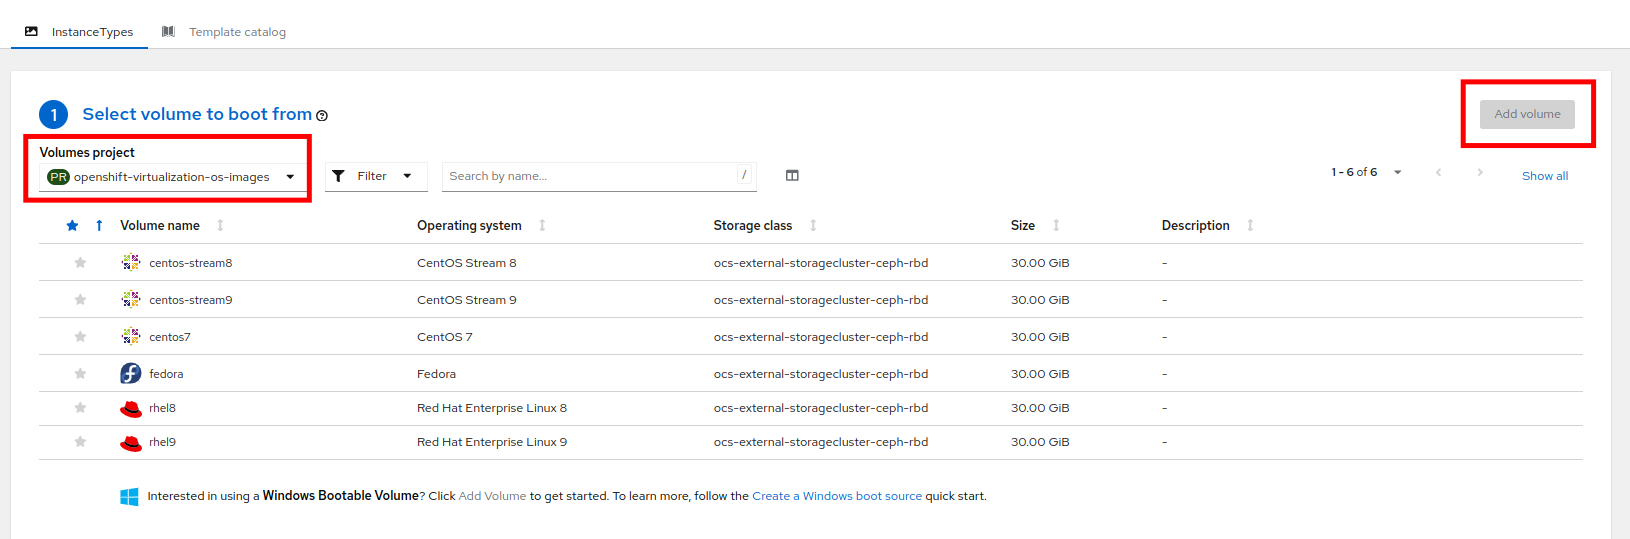 InstanceTypes Template catalog
1 Select volume to boot from ?
Add volume
Volumes project
PR openshift-virtualization-os-images Filter Search by name... / 1 - 6 of 6 Show all
Volume name Operating system Storage class Size Description
centos-stream8 CentOS Stream 8 ocs-external-storagecluster-ceph-rbd 30.00 GiB -
centos-stream9 CentOS Stream 9 ocs-external-storagecluster-ceph-rbd 30.00 GiB -
centos7 CentOS 7 ocs-external-storagecluster-ceph-rbd 30.00 GiB -
fedora Fedora ocs-external-storagecluster-ceph-rbd 30.00 GiB -
rhel8 Red Hat Enterprise Linux 8 ocs-external-storagecluster-ceph-rbd 30.00 GiB -
rhel9 Red Hat Enterprise Linux 9 ocs-external-storagecluster-ceph-rbd 30.00 GiB -
Interested in using a Windows Bootable Volume? Click Add Volume to get started. To learn more, follow the Create a Windows boot source quick start.